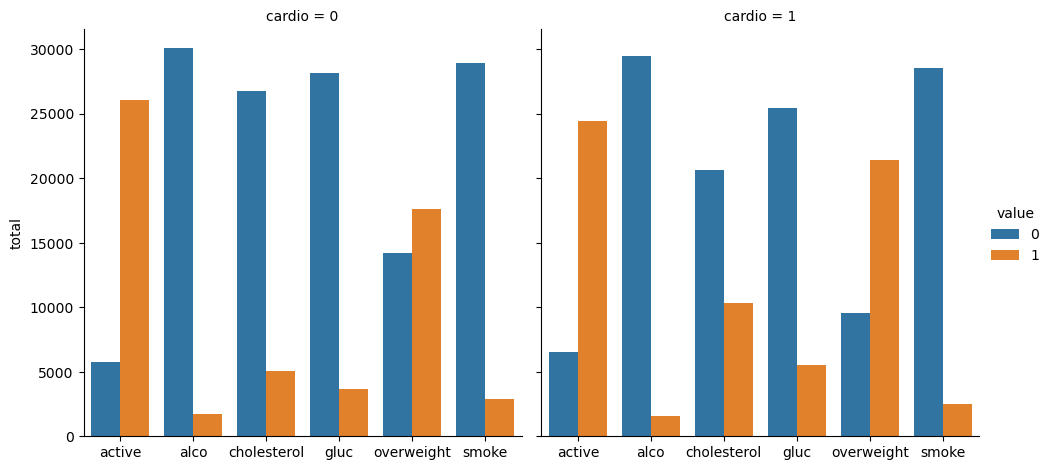 cardio = 0
cardio = 1
total
30000
25000
20000
15000
10000
5000
0
active alco cholesterol gluc overweight smoke
active alco cholesterol gluc overweight smoke
value
0
1